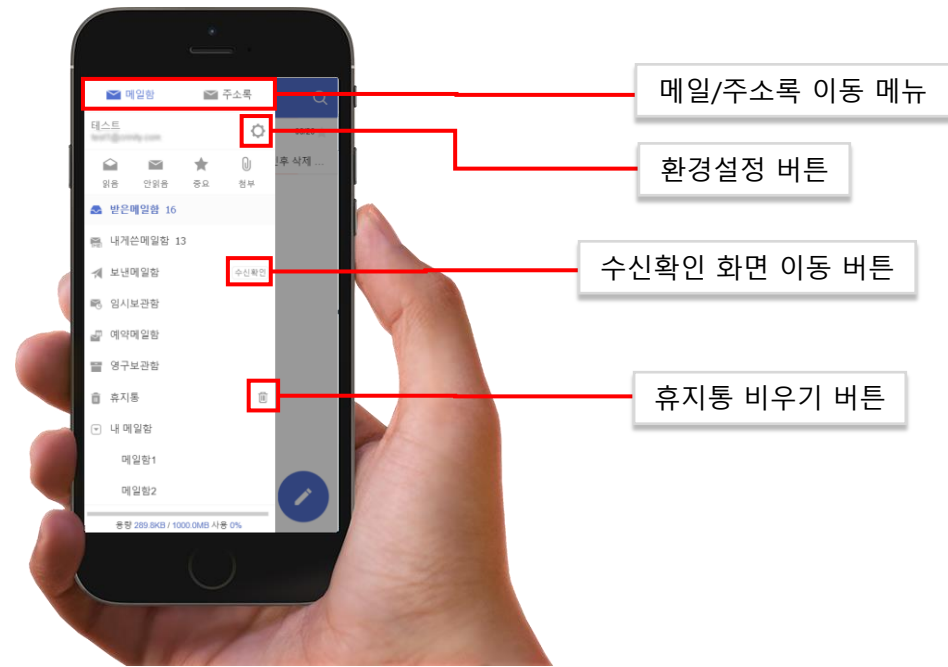 메일함 주소록
메일/주소록 이동 메뉴
테스트
환경설정 버튼
후 삭제 ...
읽음 안읽음 중요 첨부
받은메일함 16
내게쓴메일함 13
보낸메일함 수신확인
수신확인 화면 이동 버튼
임시보관함
예약메일함
영구보관함
휴지통
휴지통 비우기 버튼
내 메일함
메일함1
메일함2
용량 289.8KB / 1000.0MB 사용 0%